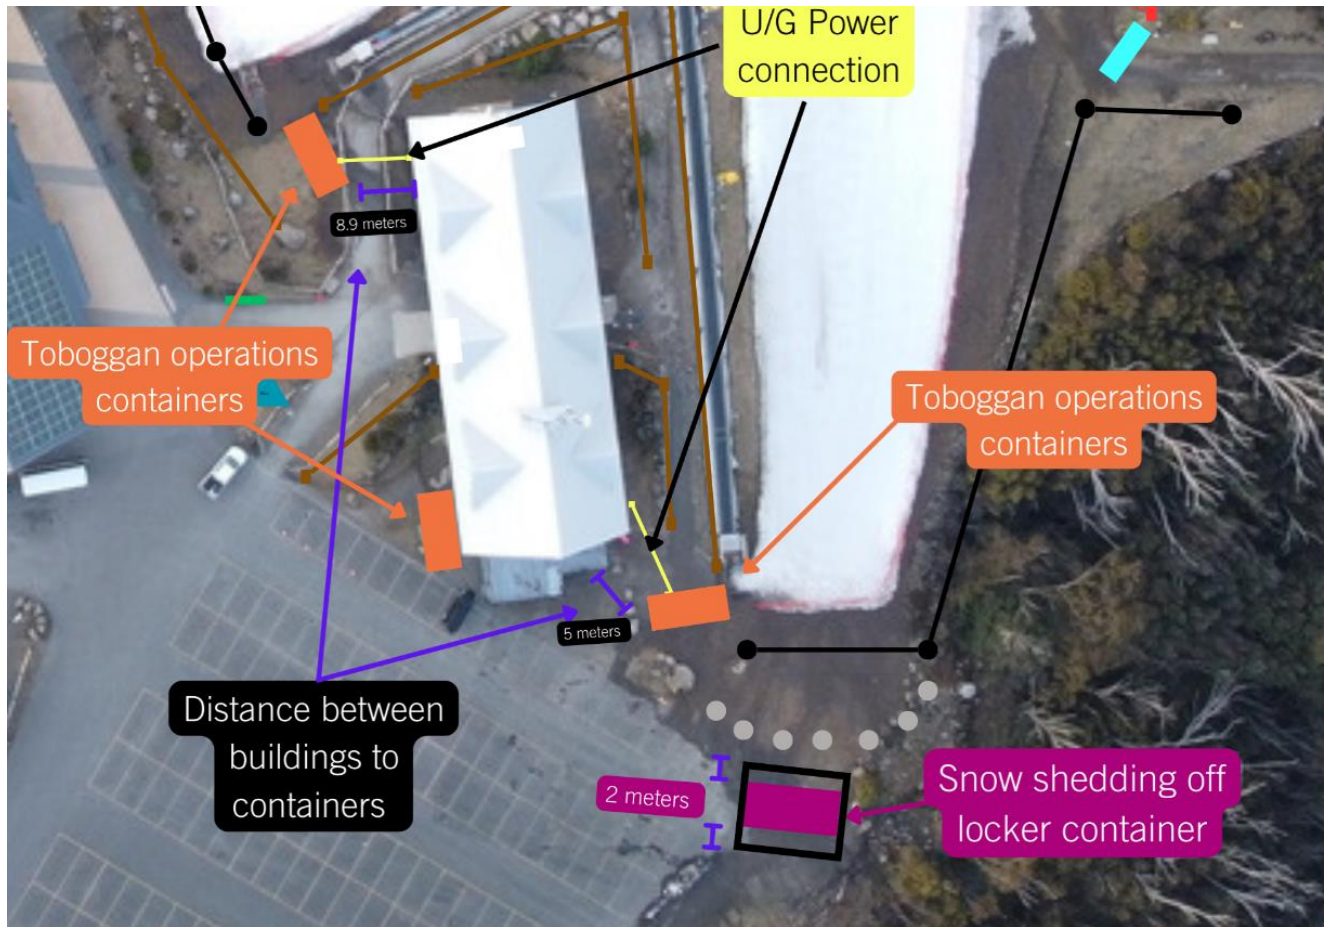 U/G Power
connection
8.9 meters
Toboggan operations
containers
Toboggan operations
containers
5 meters
Distance between
buildings to
containers
2 meters
Snow shedding off
locker container